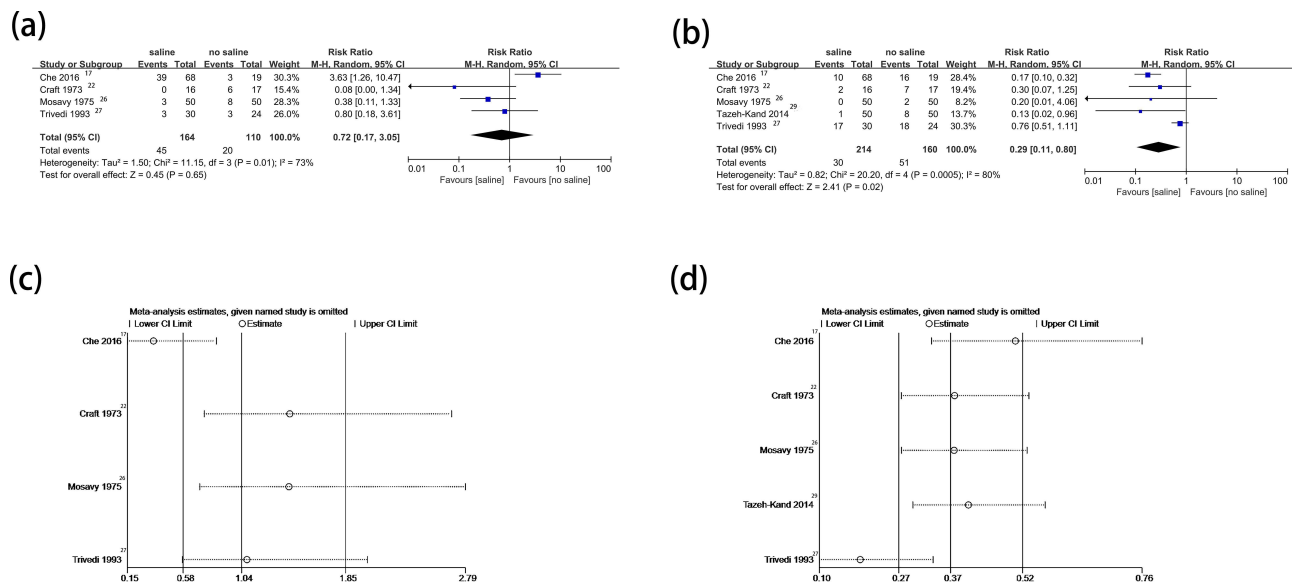 (a)
saline no saline Risk Ratio Risk Ratio
Study or Subgroup Events Total Events Total Weight M-H, Random, 95% CI M-H, Random, 95% CI
Che 2016 17 39 68 3 19 30.3% 3.63 [1.26, 10.47]
Craft 1973 22 0 16 6 17 15.4% 0.08 [0.00, 1.34]
Mosavy 1975 26 3 50 8 50 28.3% 0.38 [0.11, 1.33]
Trivedi 1993 27 3 30 3 24 26.0% 0.80 [0.18, 3.61]
Total (95% CI) 164 110 100.0% 0.72 [0.17, 3.05]
Total events 45 20
Heterogeneity: Tau² = 1.50; Chi² = 11.15, df = 3 (P = 0.01); I² = 73%
Test for overall effect: Z = 0.45 (P = 0.65)
0.01 0.1 1 10 100
Favours [saline] Favours [no saline]
(b)
saline no saline Risk Ratio Risk Ratio
Study or Subgroup Events Total Events Total Weight M-H, Random, 95% CI M-H, Random, 95% CI
Che 2016 17 10 68 16 19 28.4% 0.17 [0.10, 0.32]
Craft 1973 22 2 16 7 17 19.4% 0.30 [0.07, 1.25]
Mosavy 1975 26 0 50 2 50 8.2% 0.20 [0.01, 4.06]
Tazeh-Kand 2014 29 1 50 8 50 13.7% 0.13 [0.02, 0.96]
Trivedi 1993 27 17 30 18 24 30.3% 0.76 [0.51, 1.11]
Total (95% CI) 214 160 100.0% 0.29 [0.11, 0.80]
Total events 30 51
Heterogeneity: Tau² = 0.82; Chi² = 20.20, df = 4 (P = 0.0005); I² = 80%
Test for overall effect: Z = 2.41 (P = 0.02)
0.01 0.1 1 10 100
Favours [saline] Favours [no saline]
(c)
Meta-analysis estimates, given named study is omitted
Lower CI Limit Estimate Upper CI Limit
Che 2016 17
Craft 1973 22
Mosavy 1975 26
Trivedi 1993 27
0.15 0.58 1.04 1.85 2.79
(d)
Meta-analysis estimates, given named study is omitted
Lower CI Limit Estimate Upper CI Limit
Che 2016 17
Craft 1973 22
Mosavy 1975 26
Tazeh-Kand 2014 29
Trivedi 1993 27
0.10 0.27 0.37 0.52 0.76